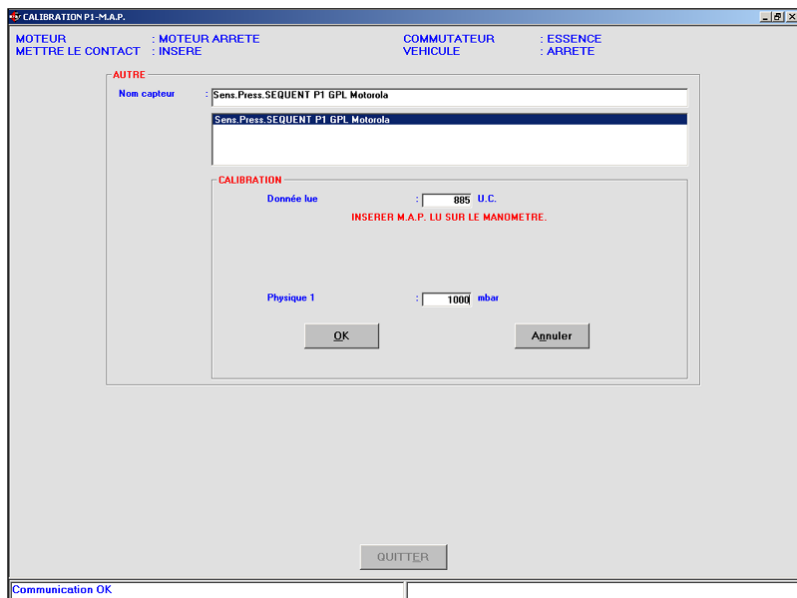 CALIBRATION P1-M.A.P.
MOTEUR : MOTEUR ARRETE COMMUTATEUR : ESSENCE
METTRE LE CONTACT : INSERE VEHICULE : ARRETE
AUTRE
Nom capteur : Sens.Press.SEQUENT P1 GPL Motorola
Sens.Press.SEQUENT P1 GPL Motorola
CALIBRATION
Donnée lue : 885 U.C.
INSERER M.A.P. LU SUR LE MANOMETRE.
Physique 1 : 1000 mbar
OK Annuler
QUITTER
Communication OK